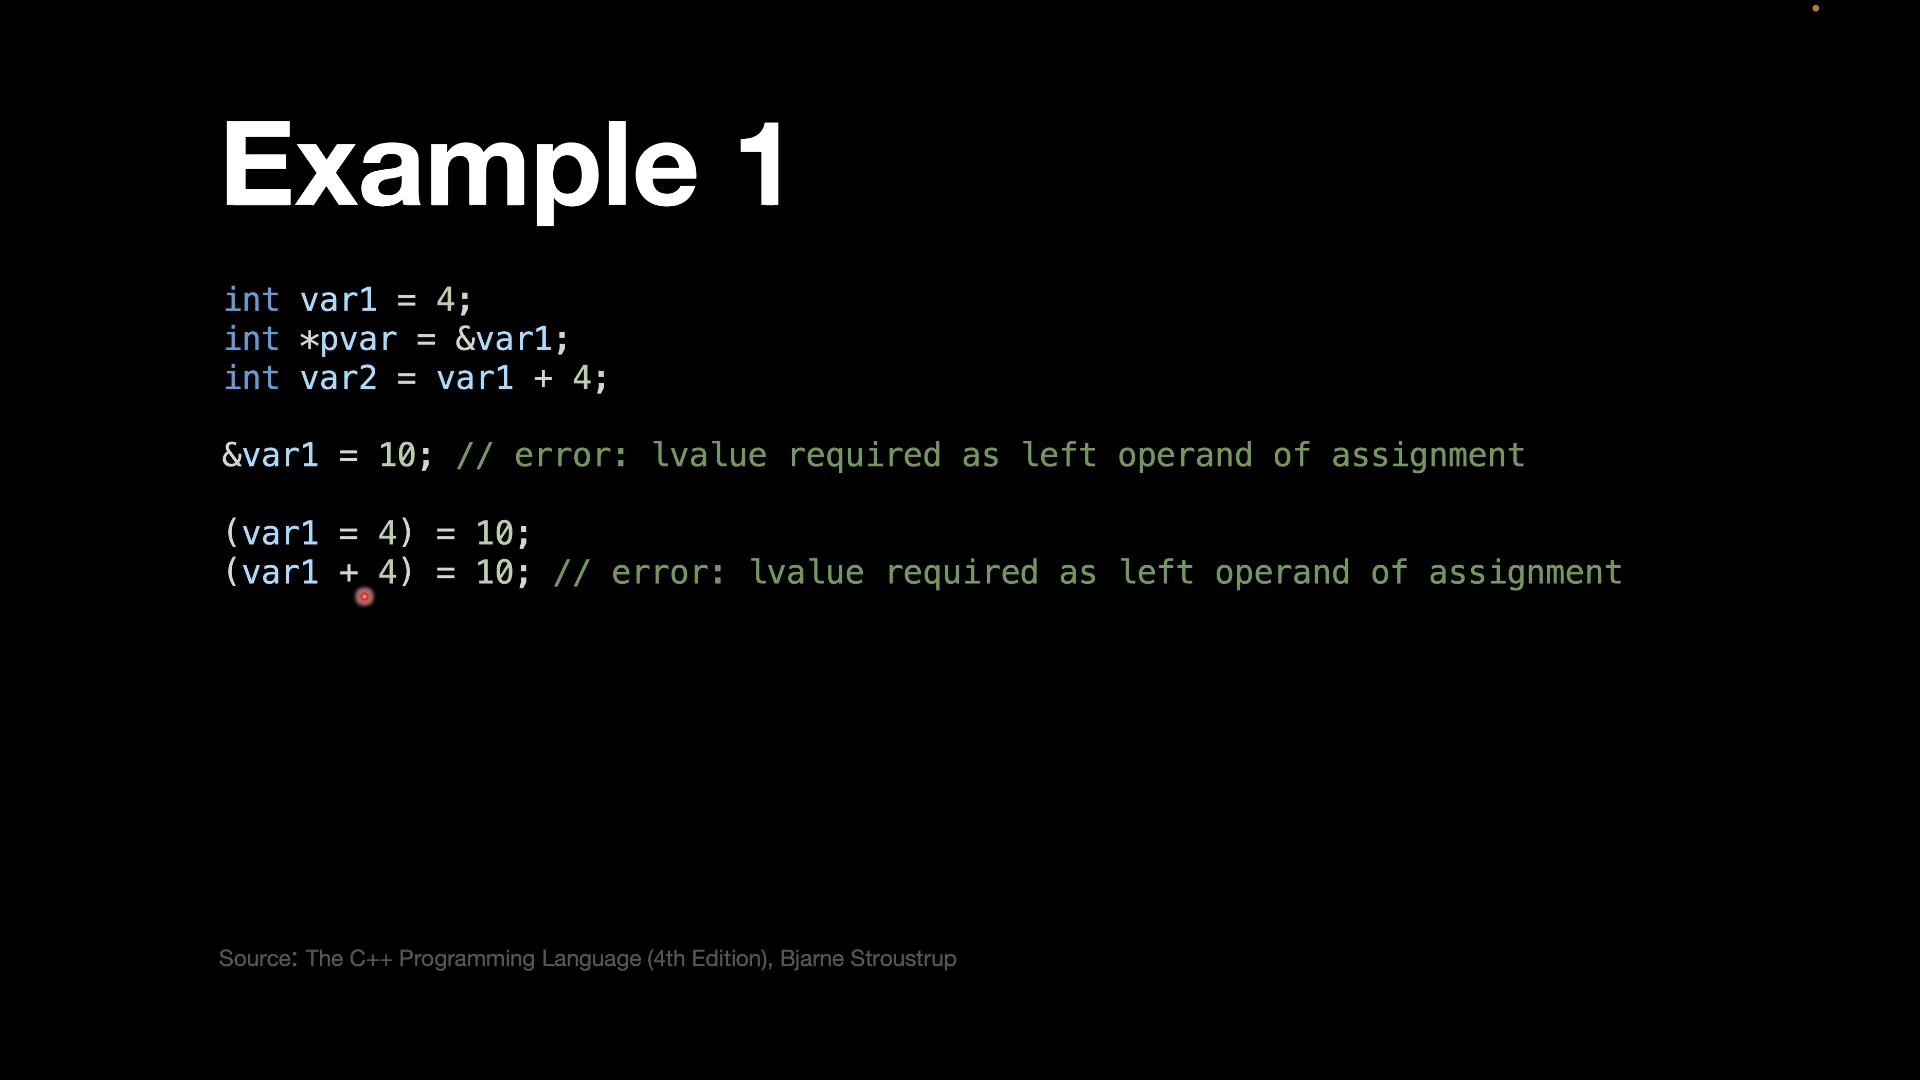 Example 1
int var1 = 4;
int *pvar = &var1;
int var2 = var1 + 4;
&var1 = 10; // error: lvalue required as left operand of assignment
(var1 = 4) = 10;
(var1 + 4) = 10; // error: lvalue required as left operand of assignment
Source: The C++ Programming Language (4th Edition), Bjarne Stroustrup